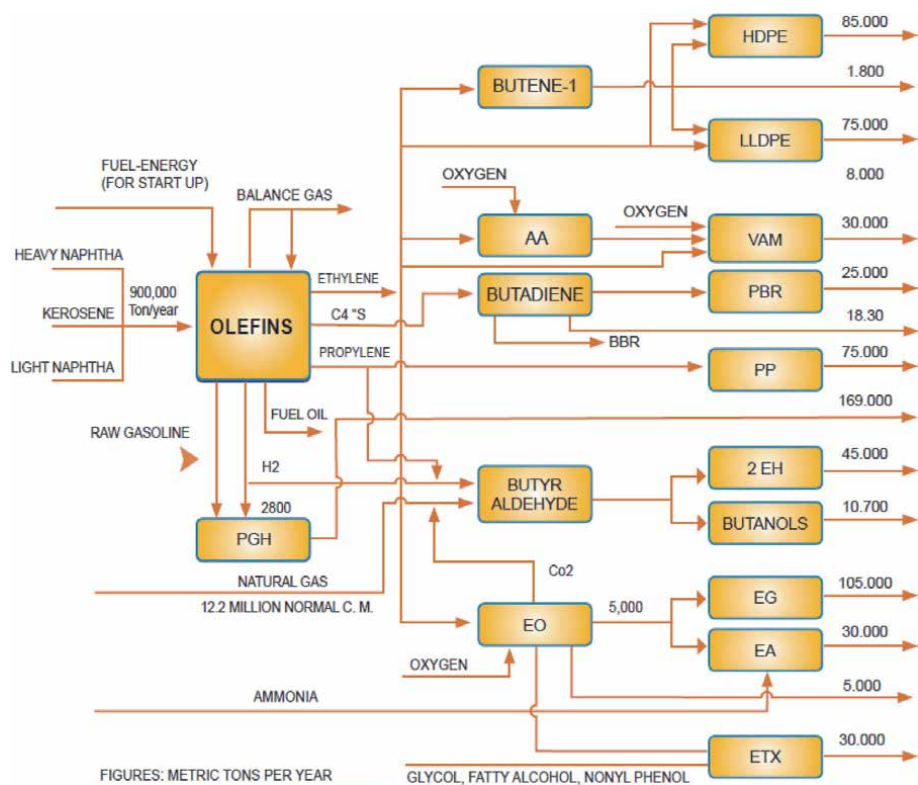 HDPE
85.000
BUTENE-1
1.800
LLDPE
75.000
8.000
FUEL-ENERGY
(FOR START UP)
BALANCE GAS
OXYGEN
OXYGEN
AA
VAM
30.000
HEAVY NAPHTHA
900,000
Ton/year
KEROSENE
LIGHT NAPHTHA
OLEFINS
ETHYLENE
C4 "S
PROPYLENE
BUTADIENE
PBR
25.000
18.30
BBR
PP
75.000
169.000
FUEL OIL
RAW GASOLINE
H2
2800
PGH
BUTYR
ALDEHYDE
2 EH
45.000
BUTANOLS
10.700
NATURAL GAS
12.2 MILLION NORMAL C. M.
Co2
EO
5,000
EG
105.000
EA
30.000
OXYGEN
AMMONIA
5.000
ETX
30.000
FIGURES: METRIC TONS PER YEAR
GLYCOL, FATTY ALCOHOL, NONYL PHENOL